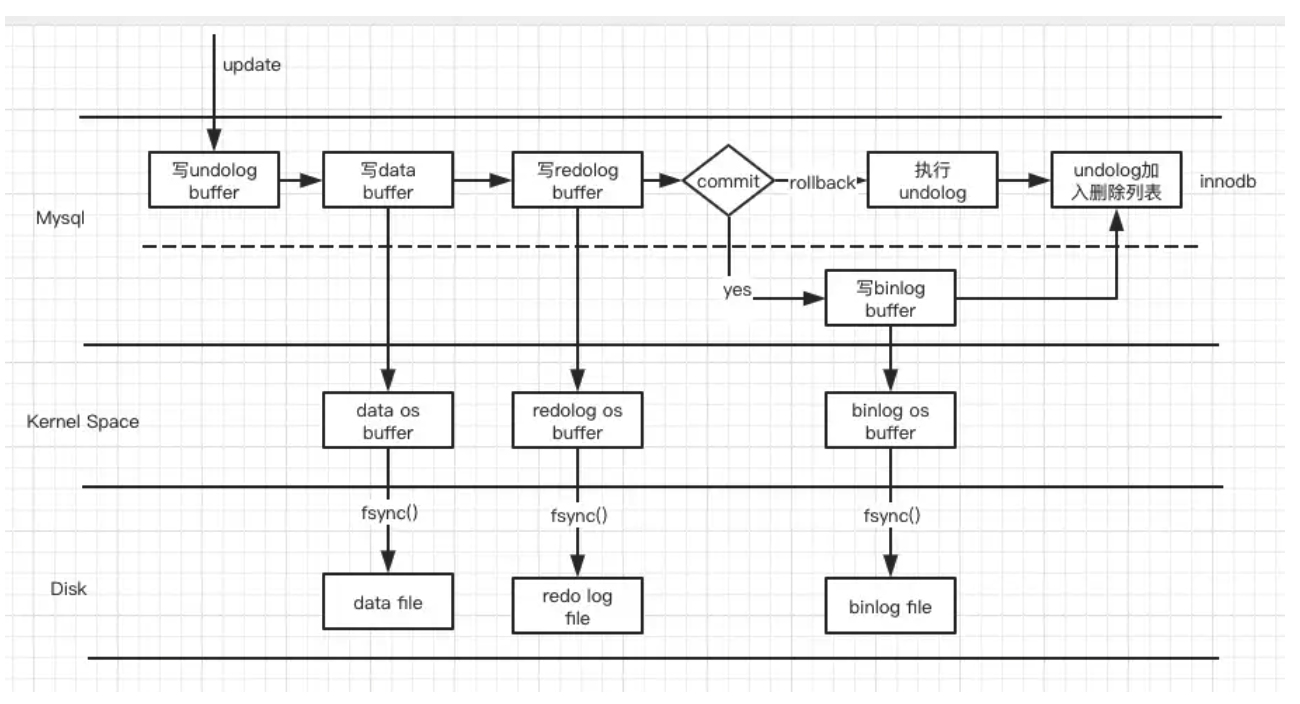 update
写undolog
buffer
写data
buffer
写redolog
buffer
commit
rollback
执行
undolog
undolog加
入删除列表
innodb
Mysql
yes
写binlog
buffer
Kernel Space
data os
buffer
redolog os
buffer
binlog os
buffer
fsync()
fsync()
fsync()
Disk
data file
redo log
file
binlog file